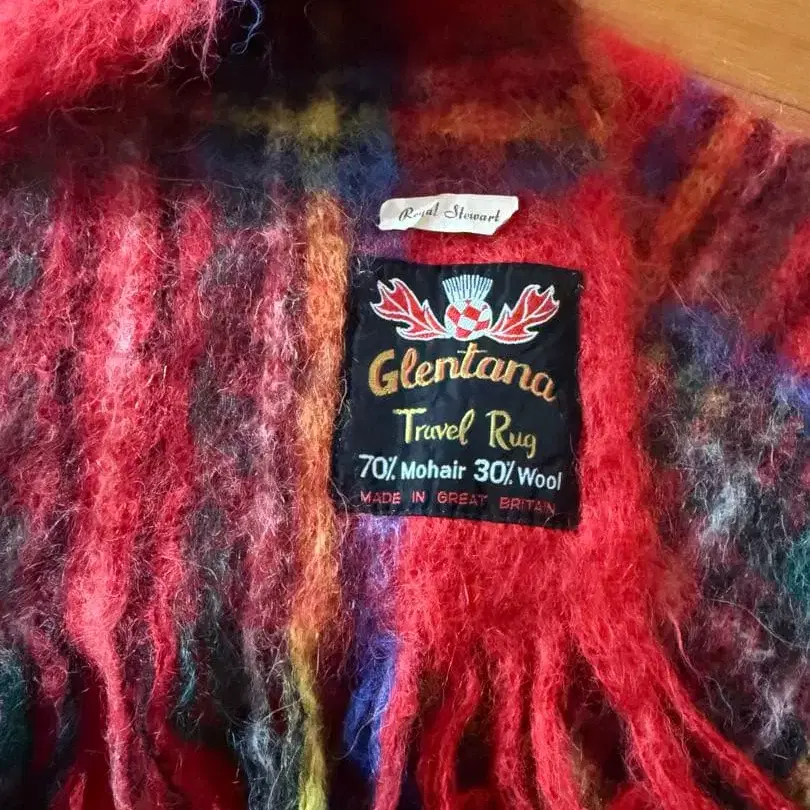 Royal Stewart
Glentana
Travel Rug
70% Mohair 30% Wool
MADE IN GREAT BRITAIN